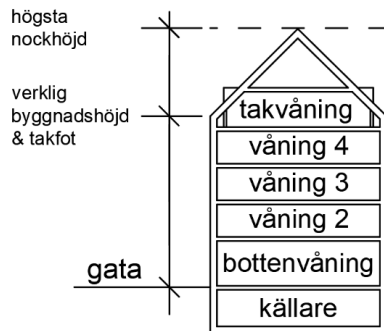 högsta
nockhöjd
verklig
byggnadshöjd
& takfot
takvåning
våning 4
våning 3
våning 2
gata
bottenvåning
källare